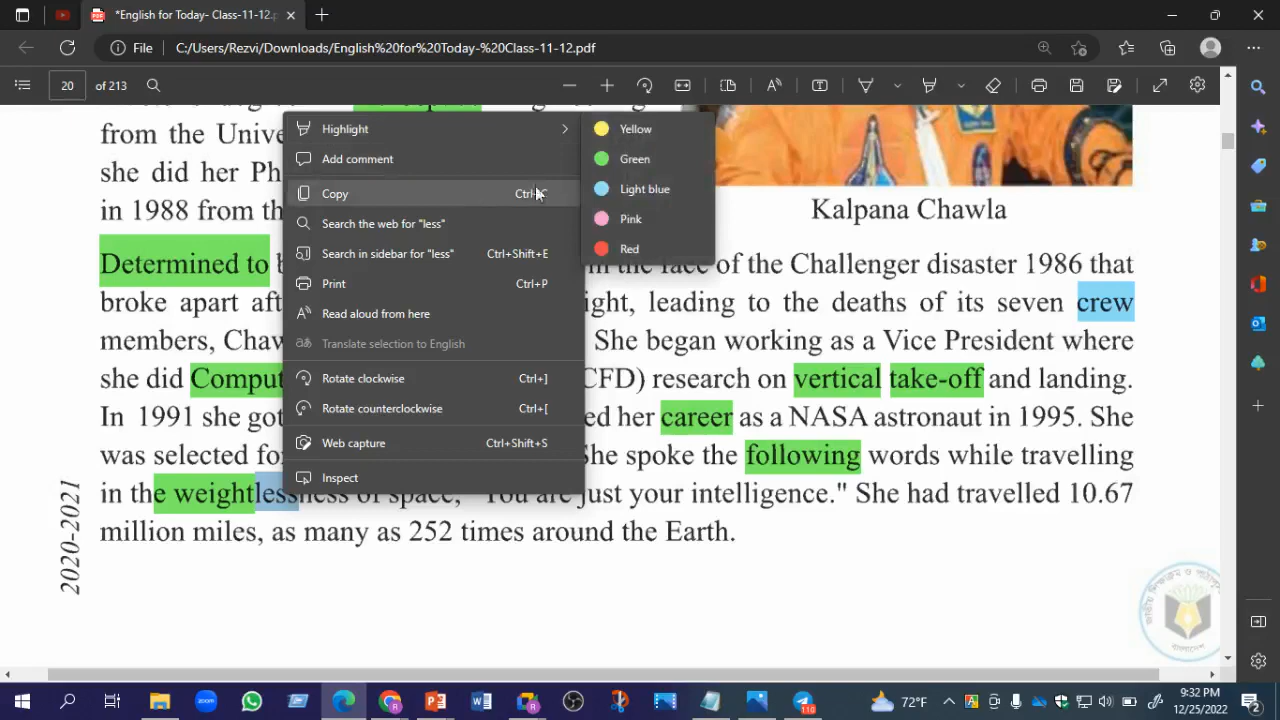 *English for Today- Class-11-12.
File
C:/Users/Rezvi/Downloads/English%20for%20Today-%20Class-11-12.pdf
20
of 213
from the Univer
she did her Ph
in 1988 from th
Kalpana Chawla
Highlight
Add comment
Copy
Ctrl+C
Search the web for "less"
Search in sidebar for "less"
Ctrl+Shift+E
Print
Ctrl+P
Read aloud from here
Translate selection to English
Rotate clockwise
Ctrl+]
Rotate counterclockwise
Ctrl+[
Web capture
Ctrl+Shift+S
Inspect
Yellow
Green
Light blue
Pink
Red
Determined to b in the face of the Challenger disaster 1986 that
broke apart aft ight, leading to the deaths of its seven crew
members, Chaw She began working as a Vice President where
she did Comput CFD) research on vertical take-off and landing.
In 1991 she got ed her career as a NASA astronaut in 1995. She
was selected for She spoke the following words while travelling
in the weightlessness of space, "You are just your intelligence." She had travelled 10.67
million miles, as many as 252 times around the Earth.
2020-2021
zoom
72°F
118
9:32 PM
12/25/2022
2